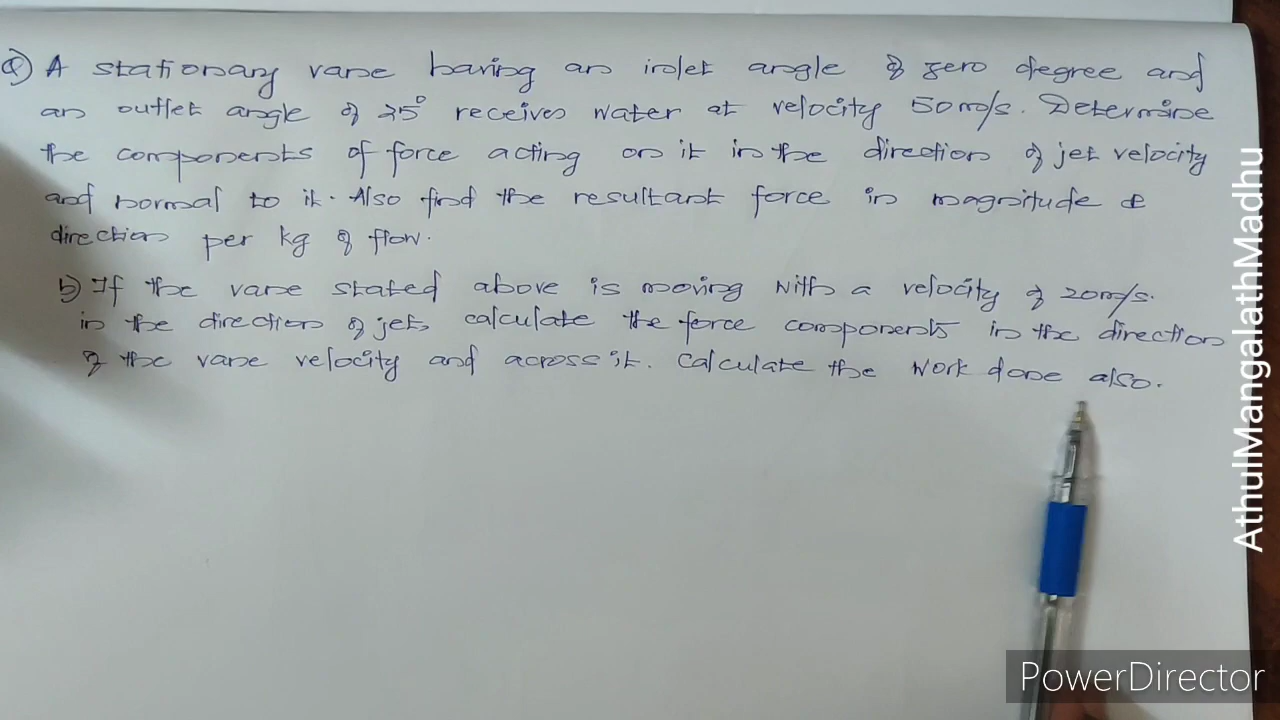 a) A stationary vane having an inlet angle of zero degree and
an outlet angle of 25° receives water at velocity 50m/s. Determine
the components of force acting on it in the direction of jet velocity
and normal to it. Also find the resultant force in magnitude &
direction per kg of flow.
b) If the vane stated above is moving with a velocity of 20m/s.
in the direction of jet, calculate the force components in the direction
of the vane velocity and across it. Calculate the work done also.
AthulMangalathMadhu
PowerDirector